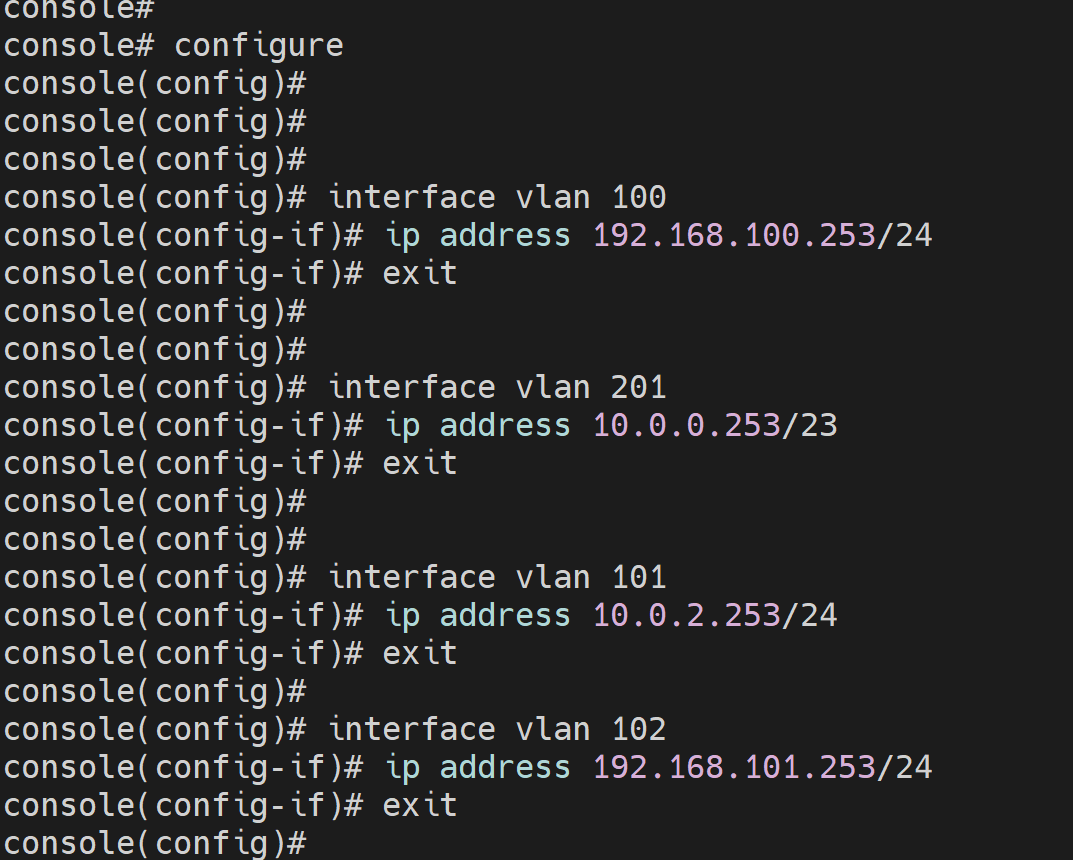 console#
console# configure
console(config)#
console(config)#
console(config)#
console(config)# interface vlan 100
console(config-if)# ip address 192.168.100.253/24
console(config-if)# exit
console(config)#
console(config)#
console(config)# interface vlan 201
console(config-if)# ip address 10.0.0.253/23
console(config-if)# exit
console(config)#
console(config)#
console(config)# interface vlan 101
console(config-if)# ip address 10.0.2.253/24
console(config-if)# exit
console(config)#
console(config)# interface vlan 102
console(config-if)# ip address 192.168.101.253/24
console(config-if)# exit
console(config)#